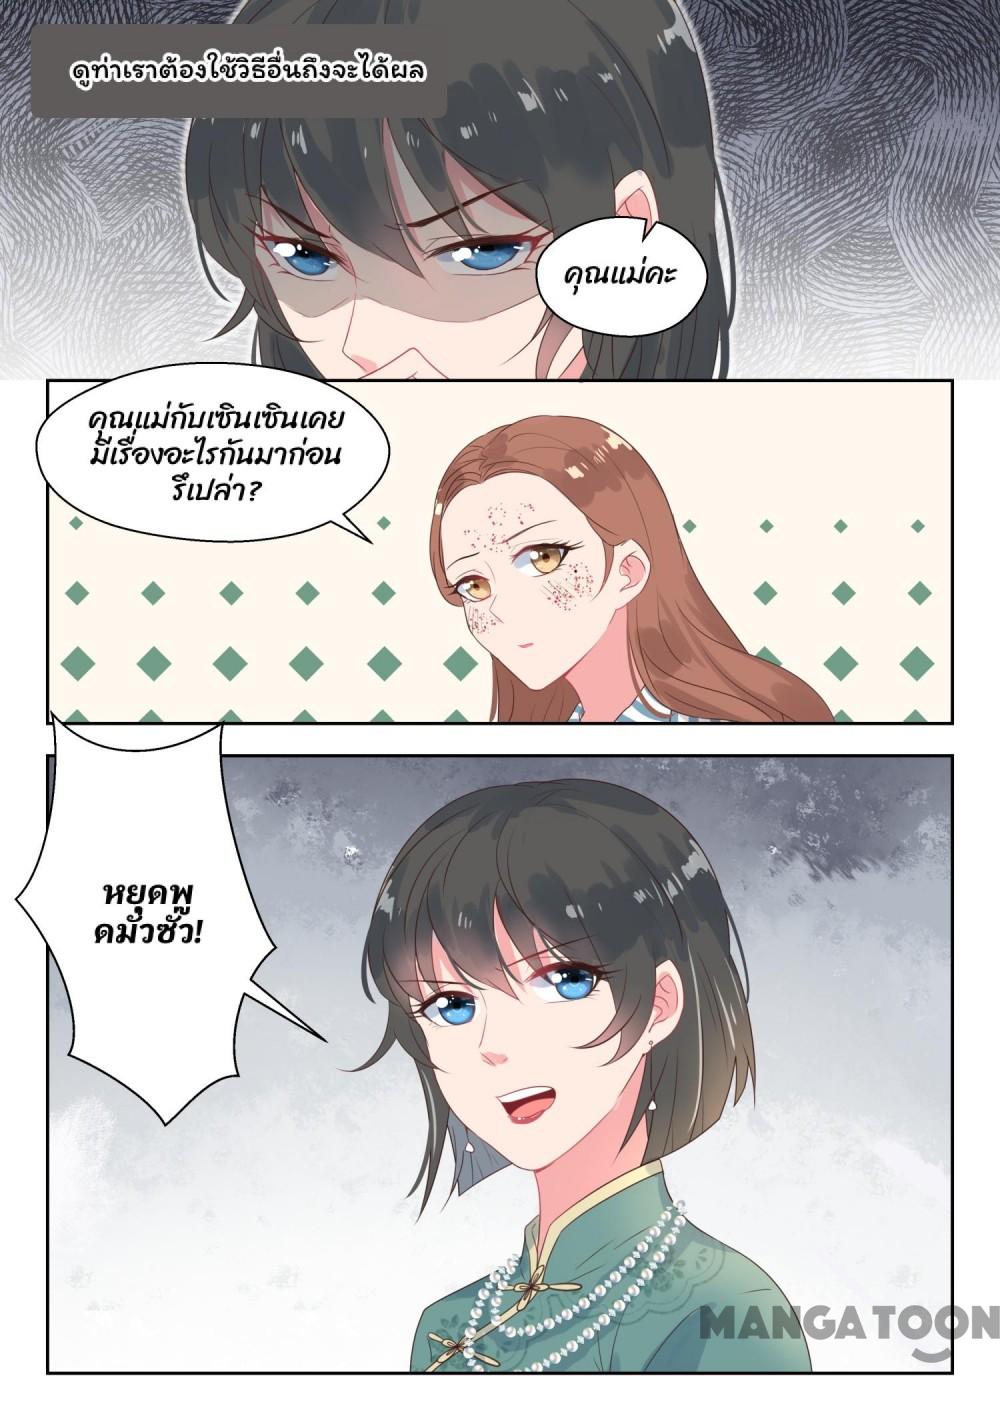 ดูท่าเราต้องใช้วิธีอื่นถึงจะได้ผล
คุณแม่คะ
คุณแม่กับเซินเซินเคย
มีเรื่องอะไรกันมาก่อน
รึเปล่า?
หยุดพู
ดมั่วซั่ว!
MANGATOON